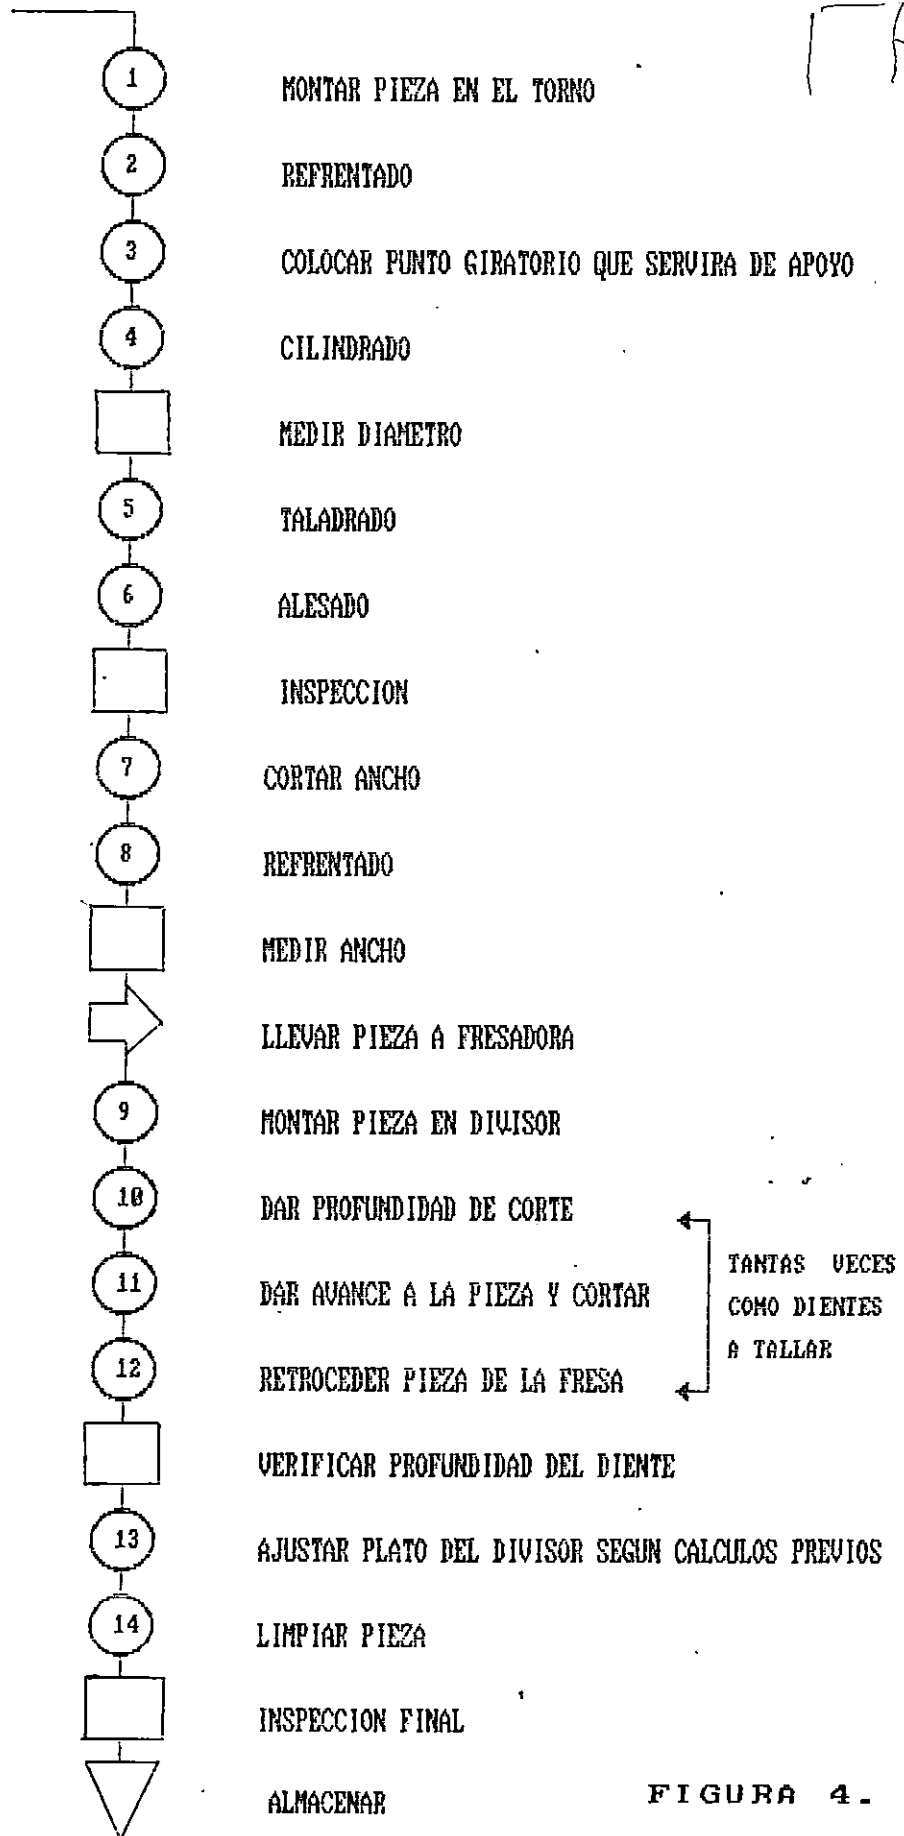 1 MONTAR PIEZA EN EL TORNO
2 REFRENTADO
3 COLOCAR PUNTO GIRATORIO QUE SERVIRA DE APOYO
4 CILINDRADO
MEDIR DIAMETRO
5 TALADRADO
6 ALESADO
INSPECCION
7 CORTAR ANCHO
8 REFRENTADO
MEDIR ANCHO
LLEVAR PIEZA A FRESADORA
9 MONTAR PIEZA EN DIVISOR
10 DAR PROFUNDIDAD DE CORTE
11 DAR AVANCE A LA PIEZA Y CORTAR
12 RETROCEDER PIEZA DE LA FRESA
TANTAS VECES
COMO DIENTES
A TALLAR
VERIFICAR PROFUNDIDAD DEL DIENTE
13 AJUSTAR PLATO DEL DIVISOR SEGUN CALCULOS PREVIOS
14 LIMPIAR PIEZA
INSPECCION FINAL
ALMACENAR
FIGURA 4.